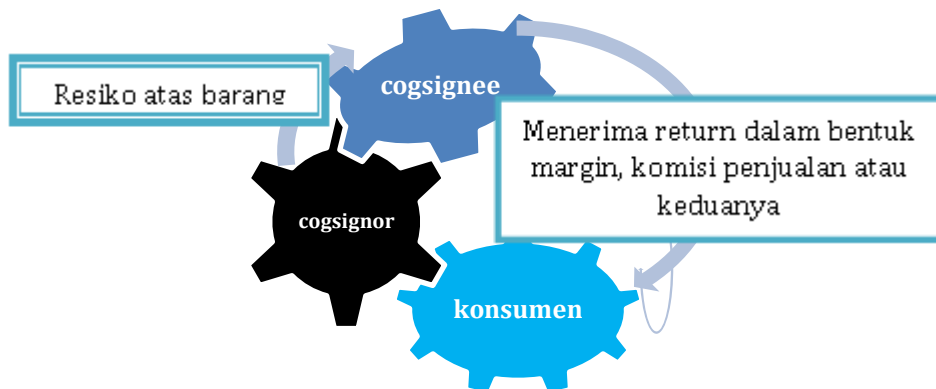 cogsignee
Resiko atas barang
Menerima return dalam bentuk
margin, komisi penjualan atau
keduanya
cogsignor
konsumen